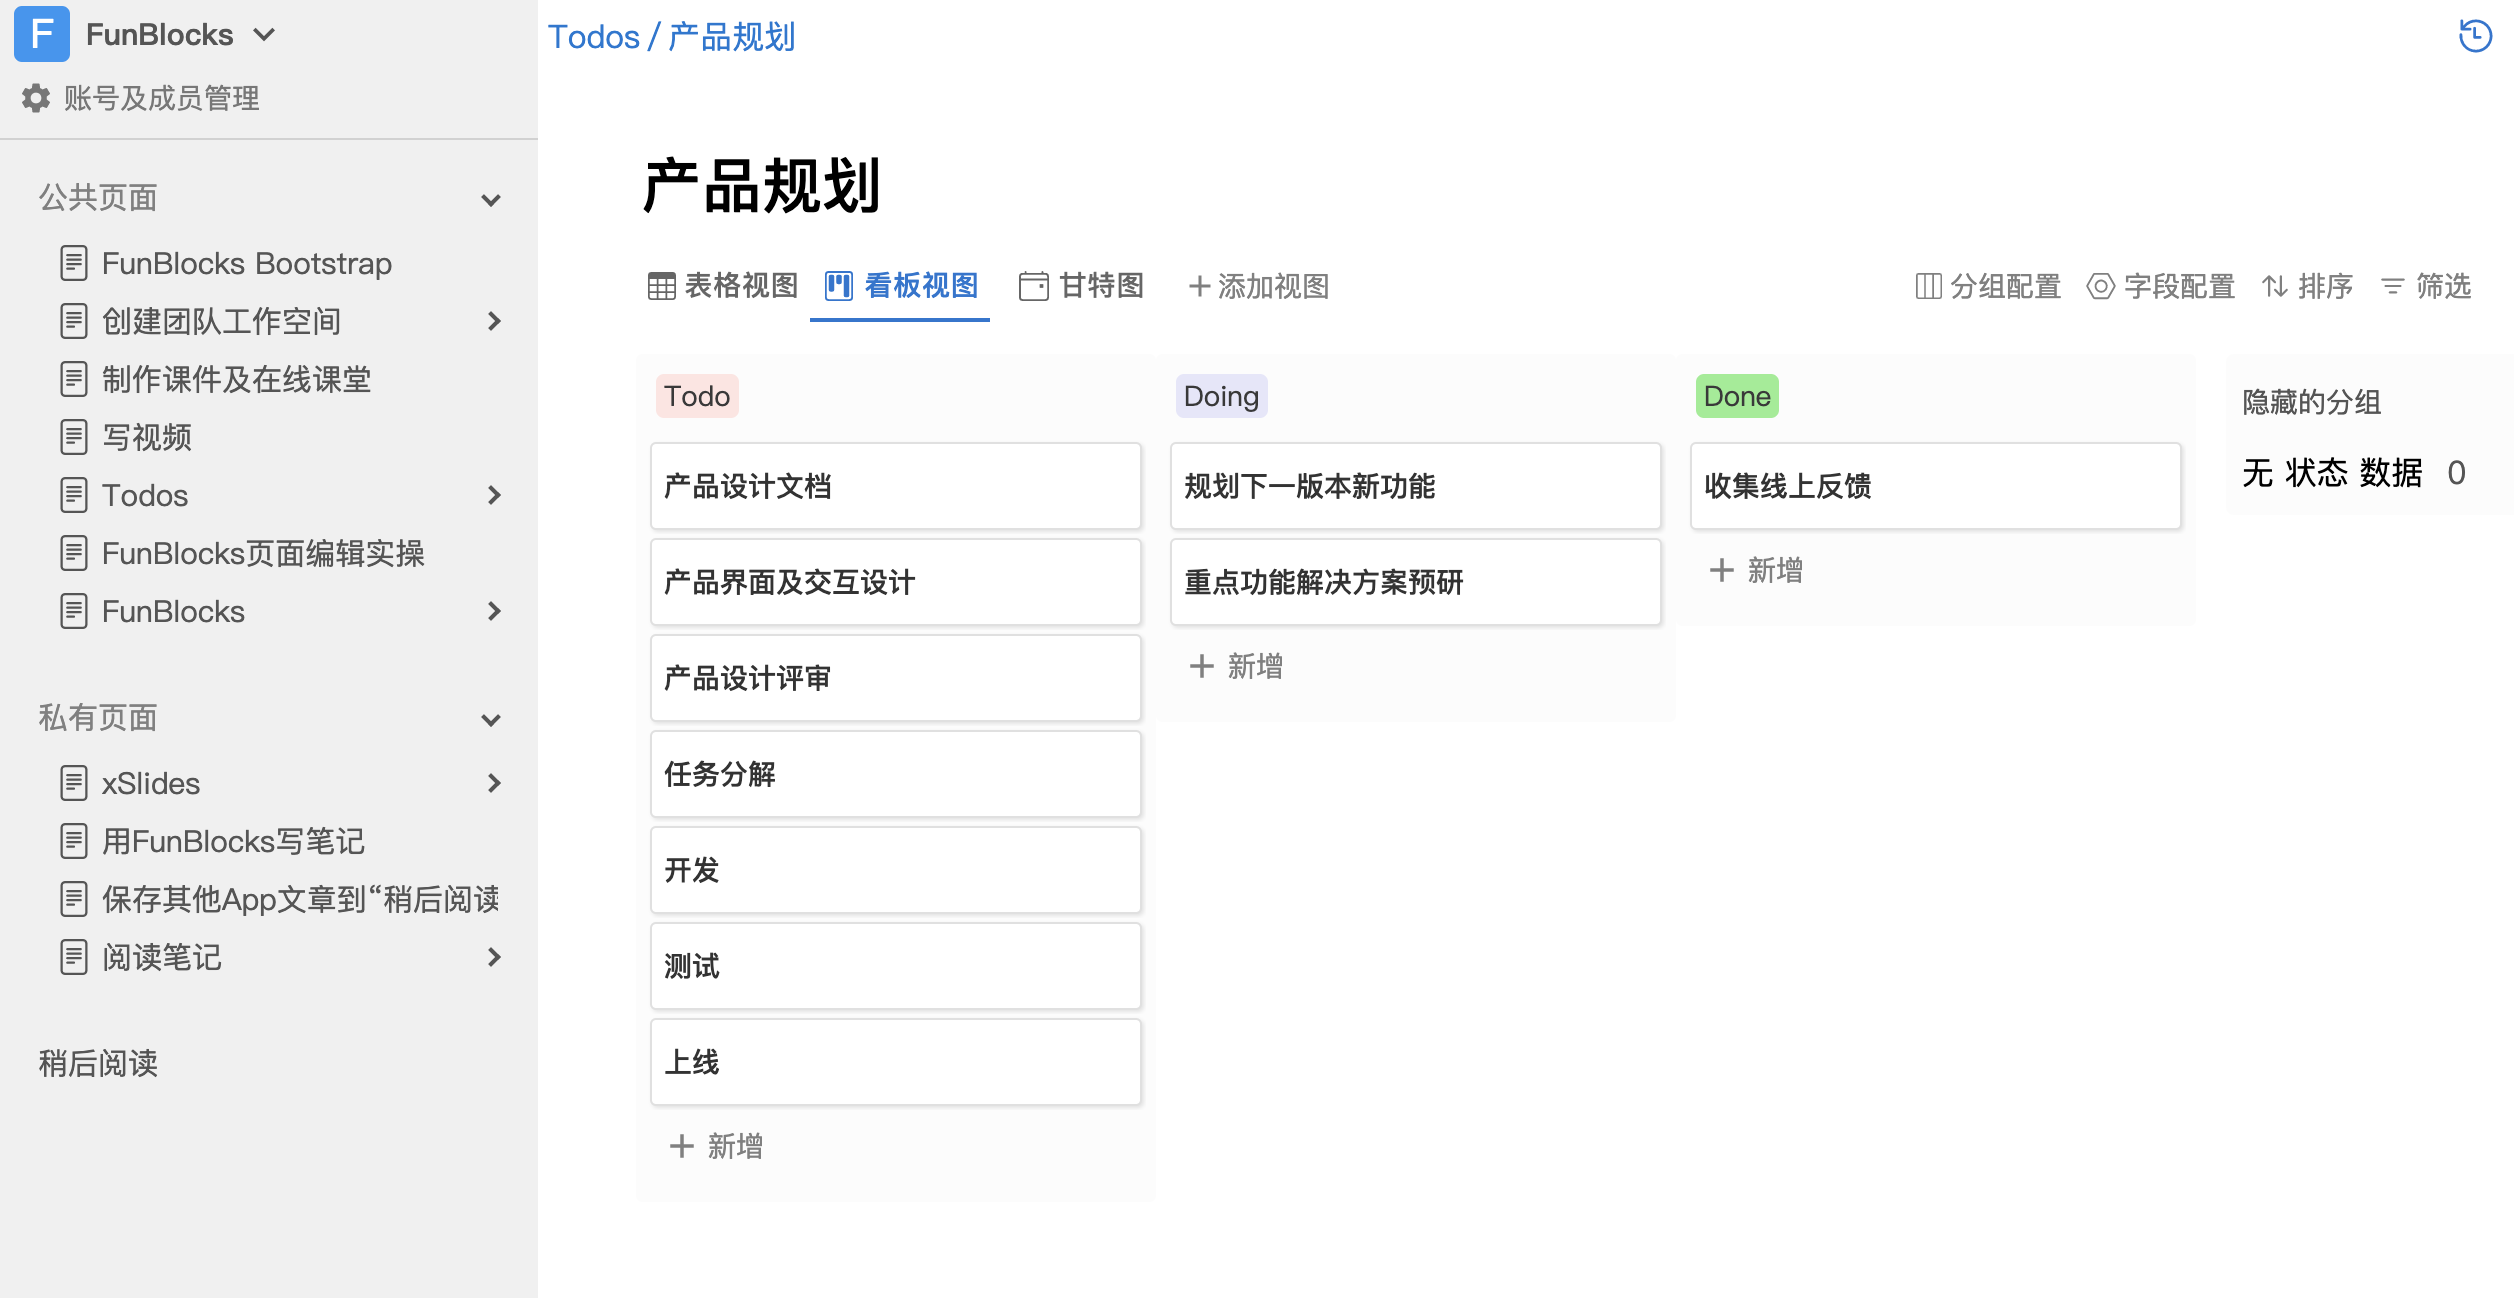 F FunBlocks
账号及成员管理
公共页面
FunBlocks Bootstrap
创建团队工作空间
制作课件及在线课堂
写视频
Todos
FunBlocks页面编辑实操
FunBlocks
私有页面
xSlides
用FunBlocks写笔记
保存其他App文章到“稍后阅读
阅读笔记
稍后阅读
Todos / 产品规划
产品规划
表格视图 看板视图 甘特图 添加视图 分组配置 字段配置 排序 筛选
Todo
产品设计文档
产品界面及交互设计
产品设计评审
任务分解
开发
测试
上线
新增
Doing
规划下一版本新功能
重点功能解决方案预研
新增
Done
收集线上反馈
新增
隐藏的分组
无 状态 数据 0